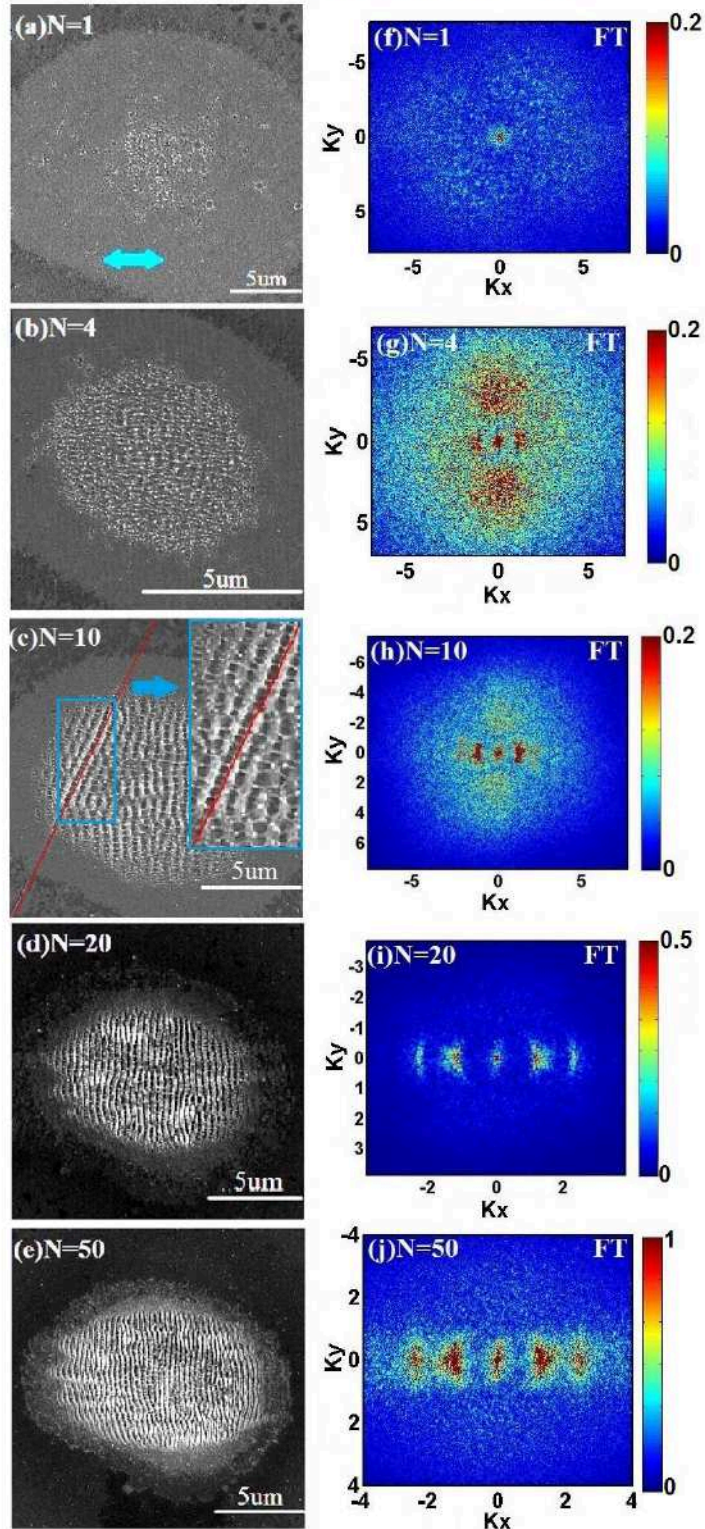 (a)N=1
5um
(f)N=1 FT
0.2
0
-5
0
5
Ky
-5 0 5
Kx
(b)N=4
5um
(g)N=4 FT
0.2
0
-5
0
5
Ky
-5 0 5
Kx
(c)N=10
5um
(h)N=10 FT
0.2
0
-6
-4
-2
0
2
4
6
Ky
-5 0 5
Kx
(d)N=20
5um
(i)N=20 FT
0.5
0
-3
-2
-1
0
1
2
3
Ky
-2 0 2
Kx
(e)N=50
5um
(j)N=50 FT
1
0
-4
-2
0
2
4
Ky
-4 -2 0 2 4
Kx